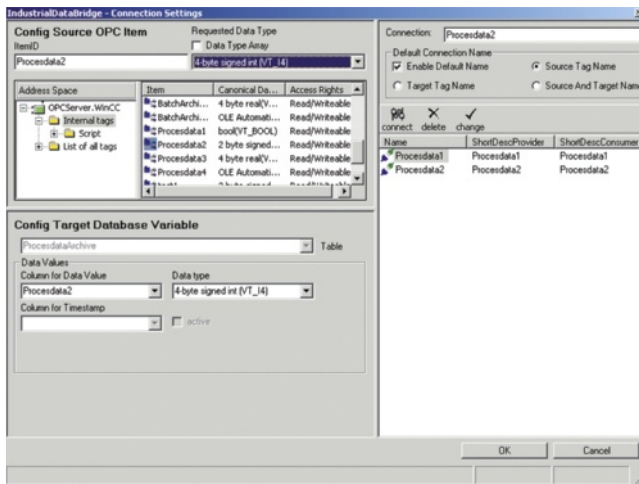 IndustrialDataBridge - Connection Settings
Config Source OPC Item
ItemID
Procesdata2
Requested Data Type
Data Type Array
4-byte signed int (VT_I4)
Address Space
OPCServer.WinCC
Internal tags
Script
List of all tags
Item Canonical Da... Access Rights
BatchArchi... 4 byte real(V... Read/Writeable
BatchArchi... OLE Automati... Read/Writeable
Procesdata1 bool(VT_BOOL) Read/Writeable
Procesdata2 2 byte signed... Read/Writeable
Procesdata3 4 byte real(V... Read/Writeable
Procesdata4 OLE Automati... Read/Writeable
Config Target Database Variable
ProcesdataArchive Table
Data Values
Column for Data Value Data type
Procesdata2 4-byte signed int (VT_I4)
Column for Timestamp
active
Connection: Procesdata2
Default Connection Name
Enable Default Name Source Tag Name
Target Tag Name Source And Target Name
connect delete change
Name ShortDescProvider ShortDescConsumer
Procesdata1 Procesdata1 Procesdata1
Procesdata2 Procesdata2 Procesdata2
OK Cancel